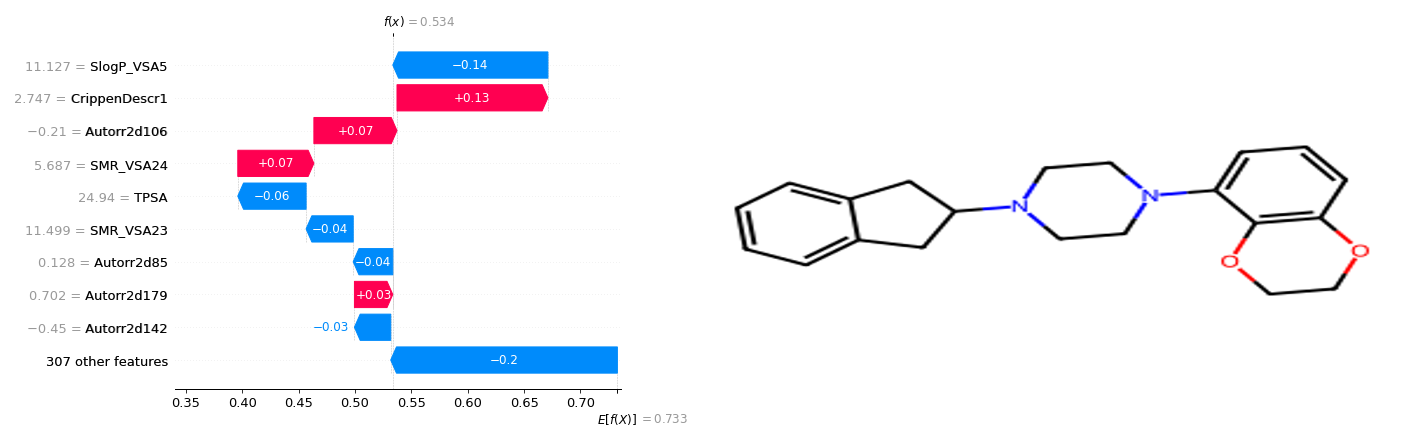 f(x) = 0.534
11.127 = SlogP_VSA5
−0.14
2.747 = CrippenDescr1
+0.13
−0.21 = Autorr2d106
+0.07
5.687 = SMR_VSA24
+0.07
24.94 = TPSA
−0.06
11.499 = SMR_VSA23
−0.04
0.128 = Autorr2d85
−0.04
0.702 = Autorr2d179
+0.03
−0.45 = Autorr2d142
−0.03
307 other features
−0.2
0.35 0.40 0.45 0.50 0.55 0.60 0.65 0.70
E[f(X)] = 0.733
N
N
O
O